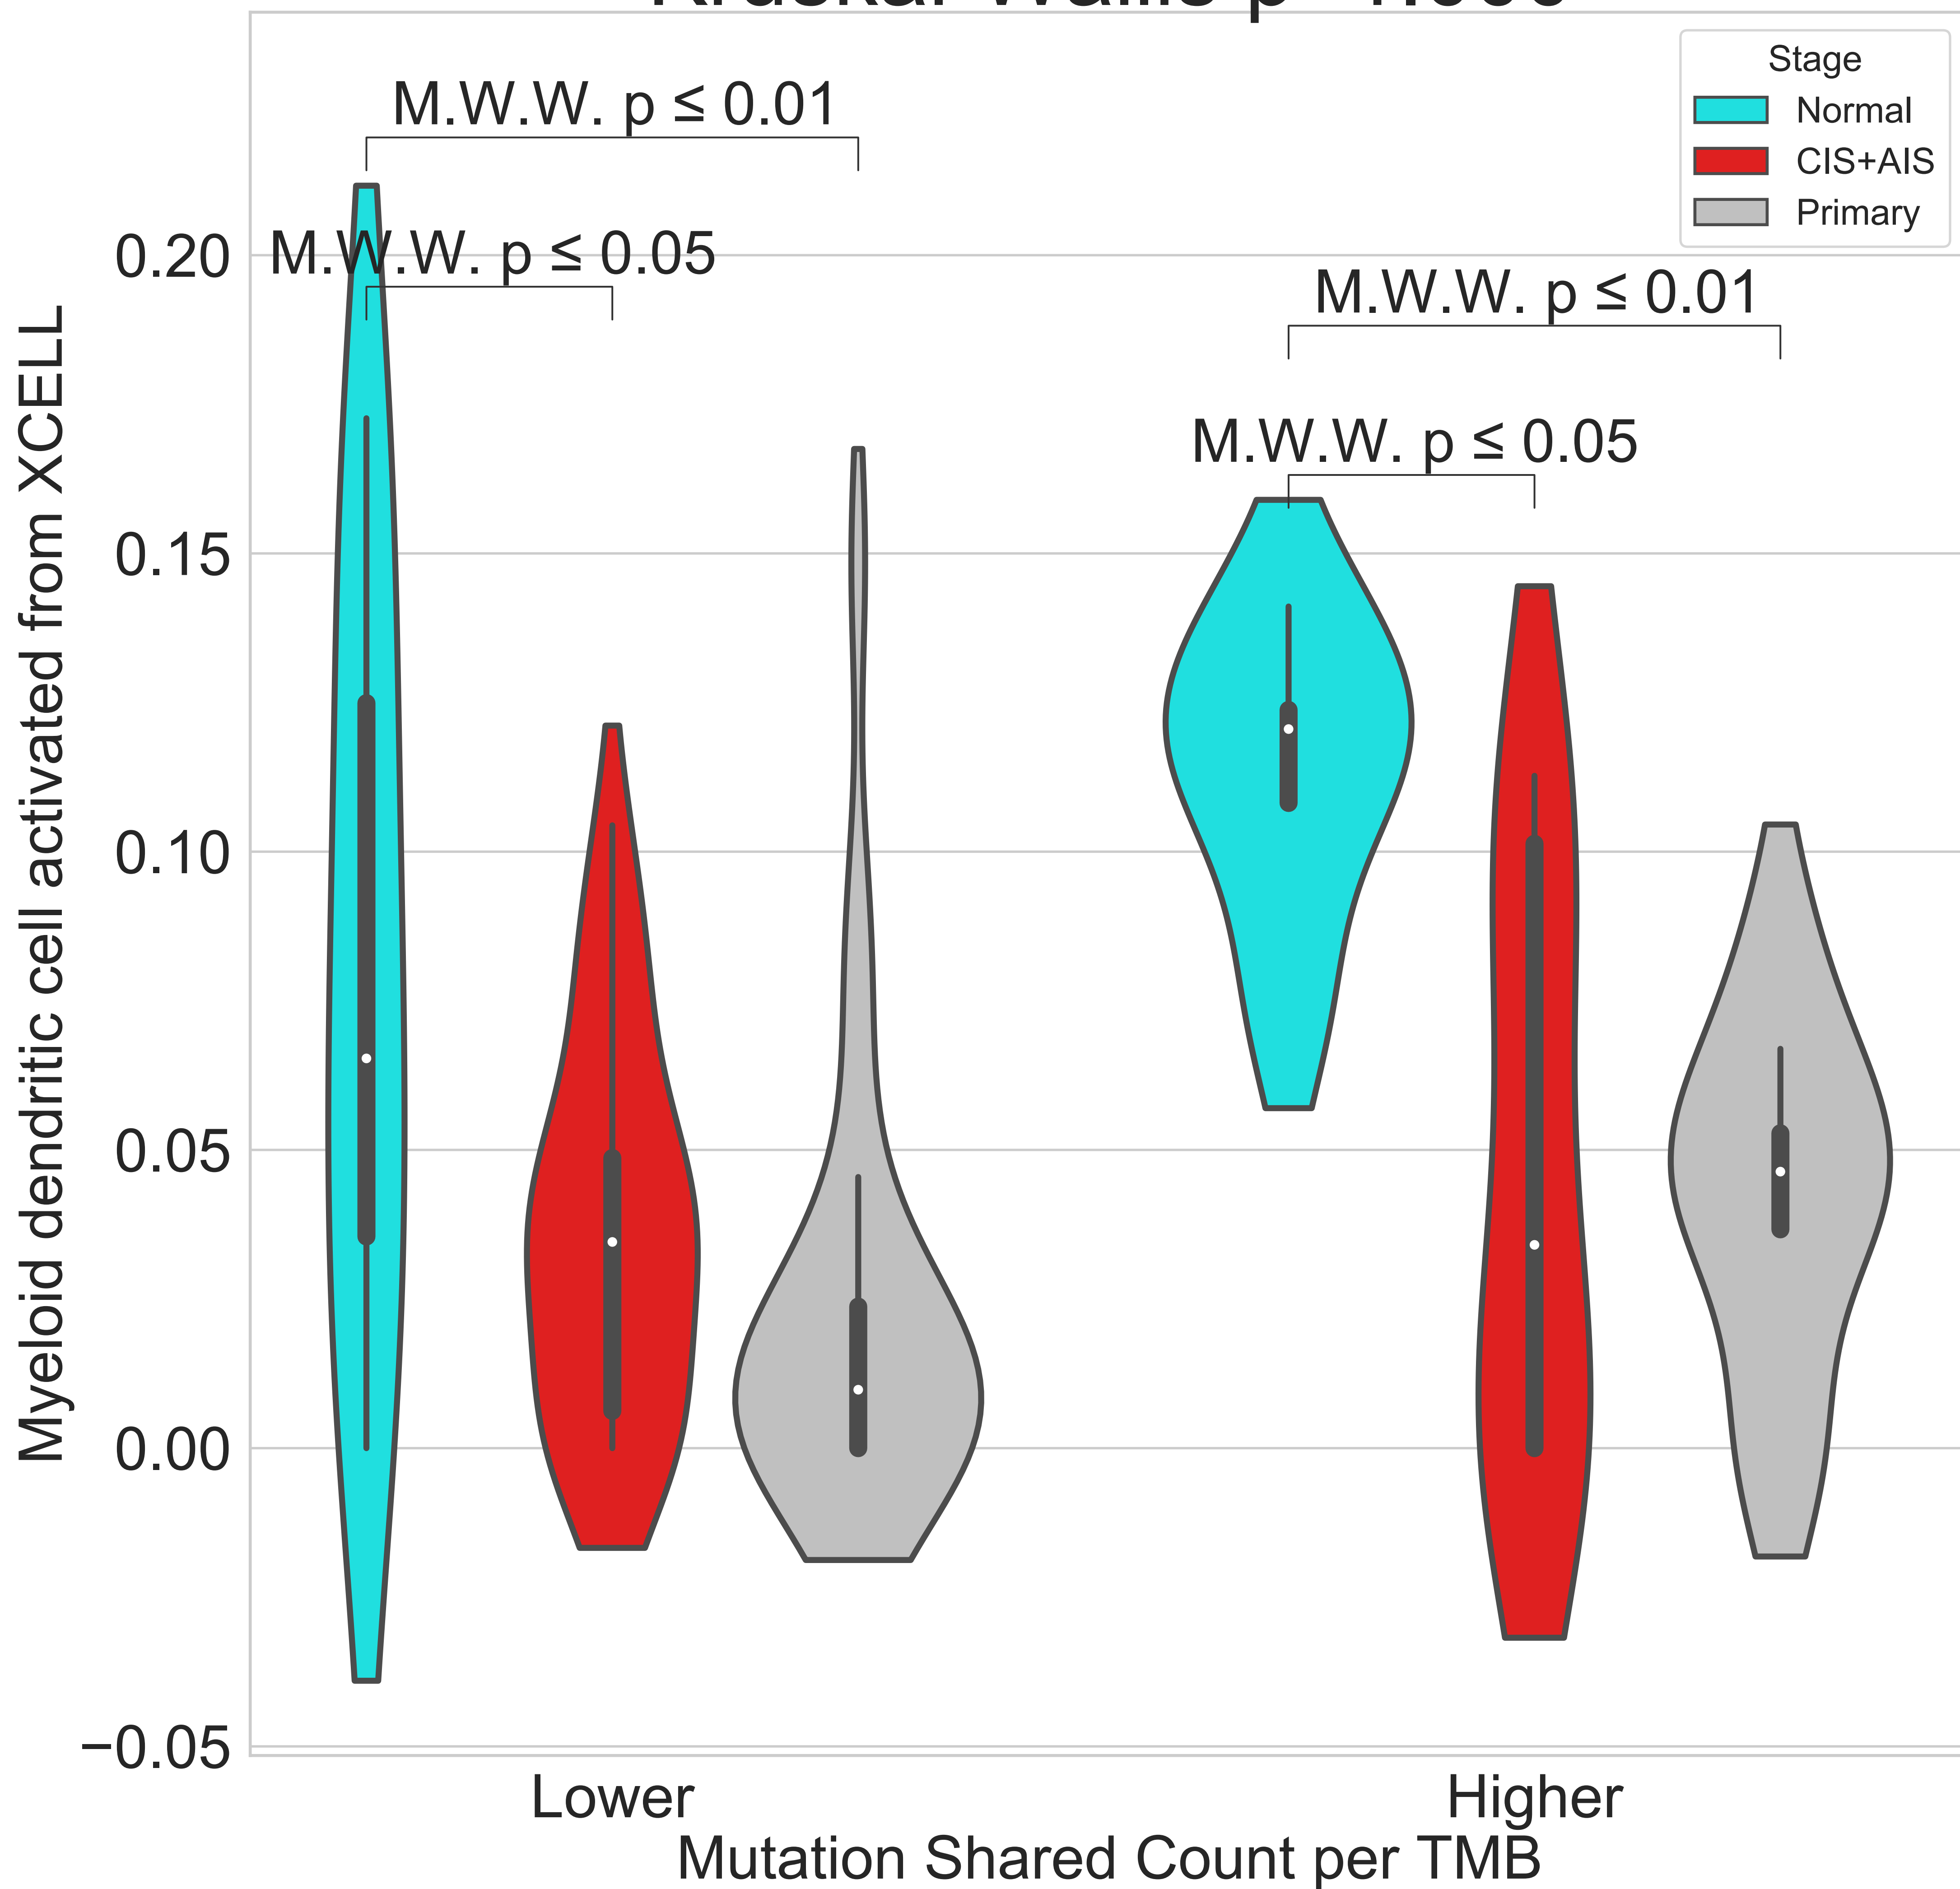 Stage
Normal
CIS+AIS
Primary
M.W.W. p ≤ 0.01
M.W.W. p ≤ 0.05
M.W.W. p ≤ 0.01
M.W.W. p ≤ 0.05
Myeloid dendritic cell activated from XCELL
0.20
0.15
0.10
0.05
0.00
−0.05
Lower
Higher
Mutation Shared Count per TMB